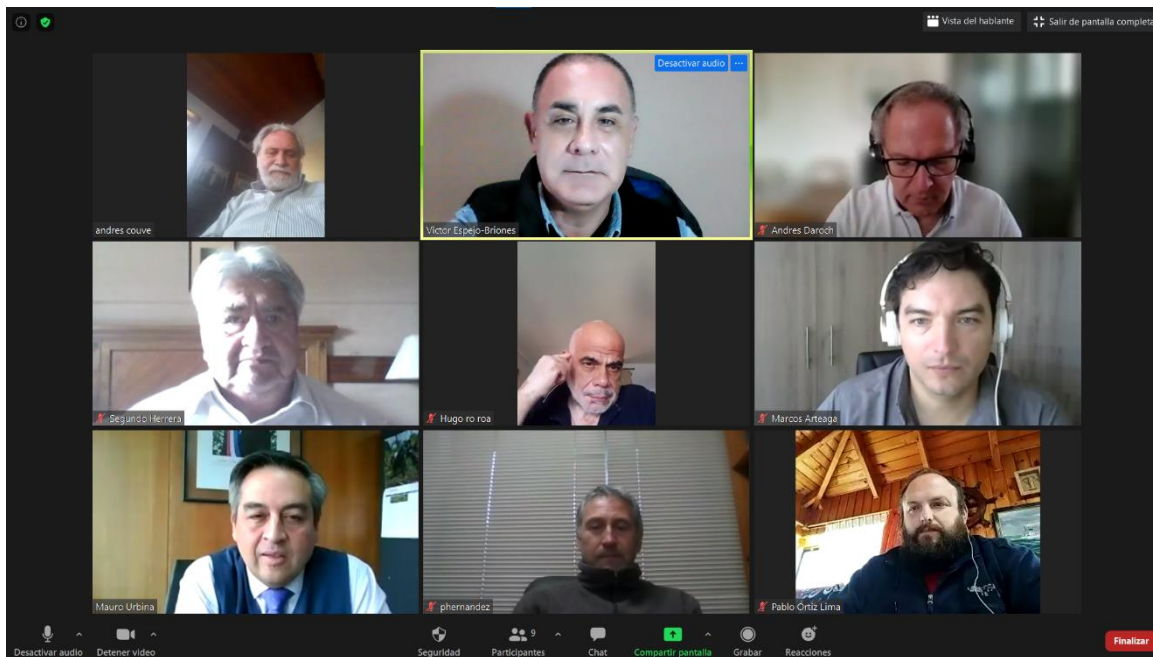 Vista del hablante
Salir de pantalla completa
Desactivar audio
...
andres couve
Victor Espejo-Briones
Andres Daroch
Segundo Herrera
Hugo ro roa
Marcos Arteaga
Mauro Urbina
phernandez
Pablo Ortiz Lima
Desactivar audio
Detener video
Seguridad
Participantes
9
Chat
Compartir pantalla
Grabar
Reacciones
Finalizar